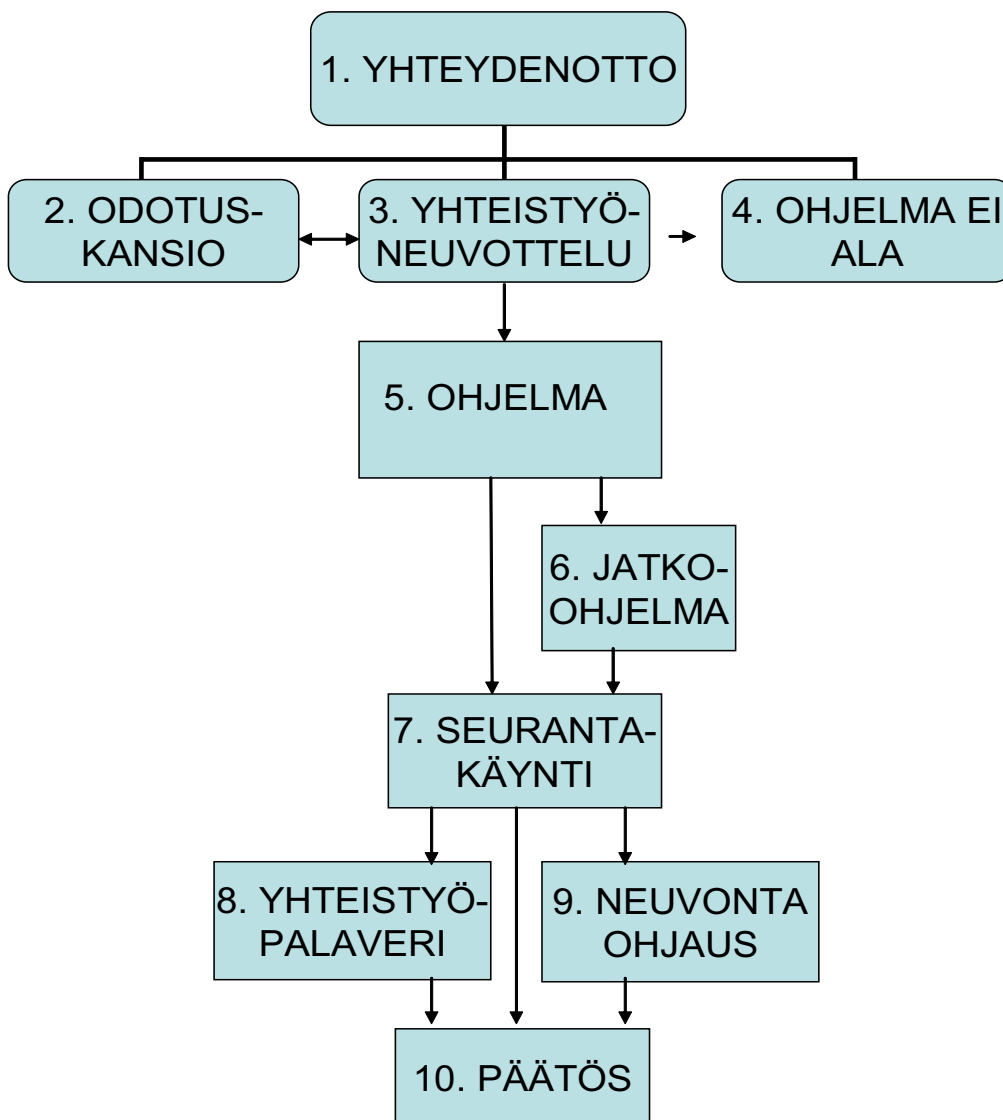 1. YHTEYDENOTTO
2. ODOTUS-
KANSIO
3. YHTEISTYÖ-
NEUVOTTELU
4. OHJELMA EI
ALA
5. OHJELMA
6. JATKO-
OHJELMA
7. SEURANTA-
KÄYNTI
8. YHTEISTYÖ-
PALAVERI
9. NEUVONTA
OHJAUS
10. PÄÄTÖS